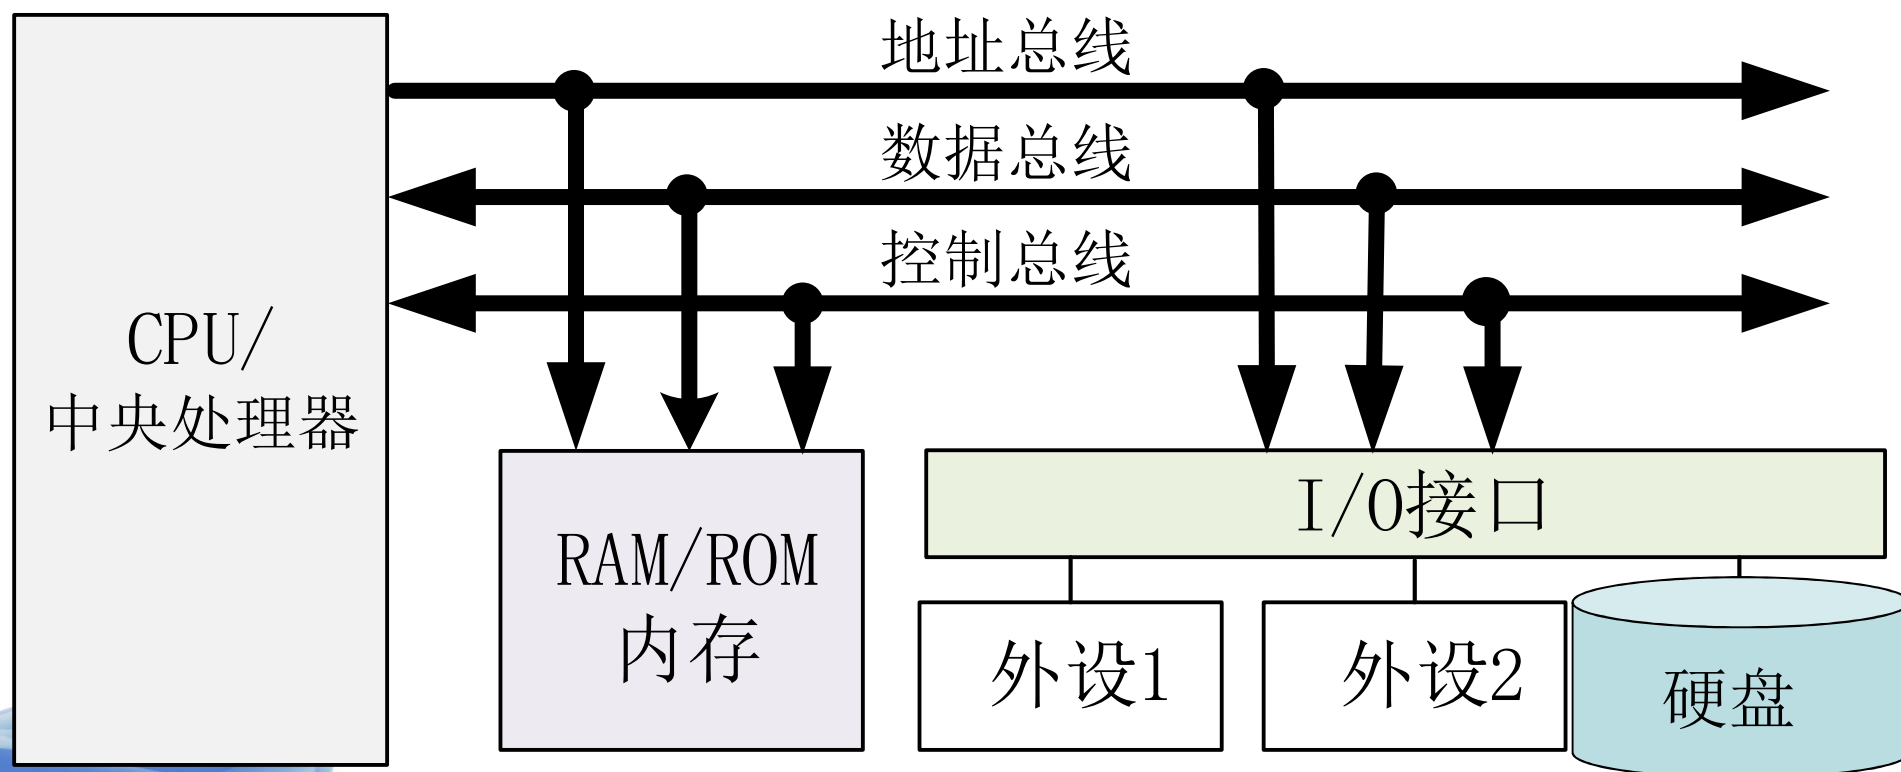 地址总线
数据总线
控制总线
CPU/
中央处理器
RAM/ROM
内存
I/O接口
外设1
外设2
硬盘